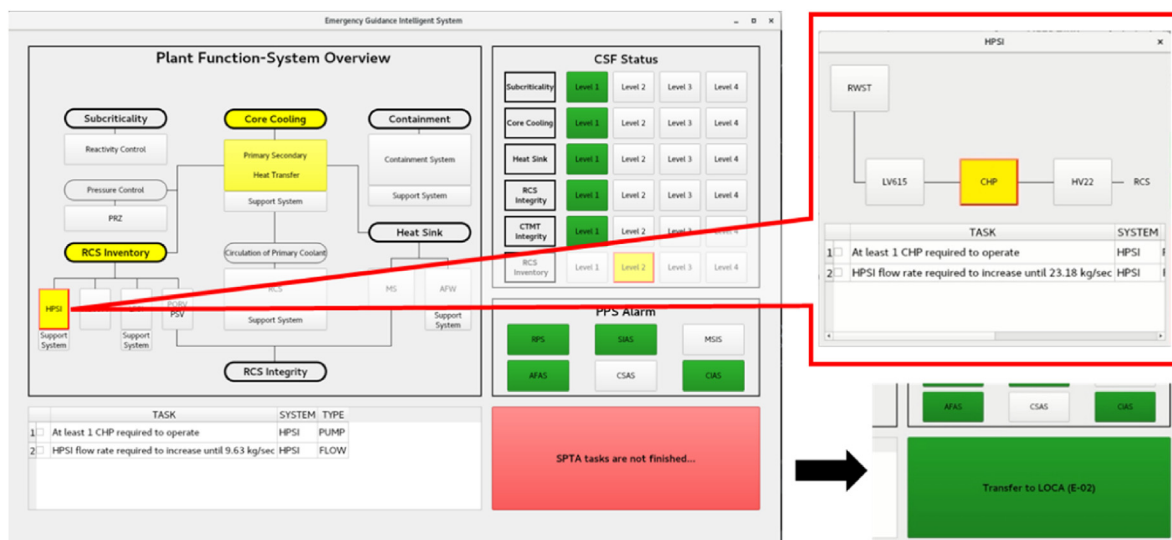 Emergency Guidance Intelligent System
Plant Function-System Overview
Subcriticality
Core Cooling
Containment
Reactivity Control
Primary Secondary
Heat Transfer
Containment System
Support System
Support System
Pressure Control
PRZ
RCS Inventory
Circulation of Primary Coolant
Heat Sink
HPSI
PORV
PSV
RCS
MS
AFW
Support
System
Support
System
Support System
Support
System
RCS Integrity
CSF Status
Subcriticality Level 1 Level 2 Level 3 Level 4
Core Cooling Level 1 Level 2 Level 3 Level 4
Heat Sink Level 1 Level 2 Level 3 Level 4
RCS
Integrity Level 1 Level 2 Level 3 Level 4
CTMT
Integrity Level 1 Level 2 Level 3 Level 4
RCS
Inventory Level 1 Level 2 Level 3 Level 4
PPS Alarm
RPS SIAS MSIS
AFAS CSAS CIAS
TASK SYSTEM TYPE
1 At least 1 CHP required to operate HPSI PUMP
2 HPSI flow rate required to increase until 9.63 kg/sec HPSI FLOW
SPTA tasks are not finished...
HPSI
RWST
LV615 CHP HV22 RCS
TASK SYSTEM
1 At least 1 CHP required to operate HPSI
2 HPSI flow rate required to increase until 23.18 kg/sec HPSI
AFAS CSAS CIAS
Transfer to LOCA (E-02)